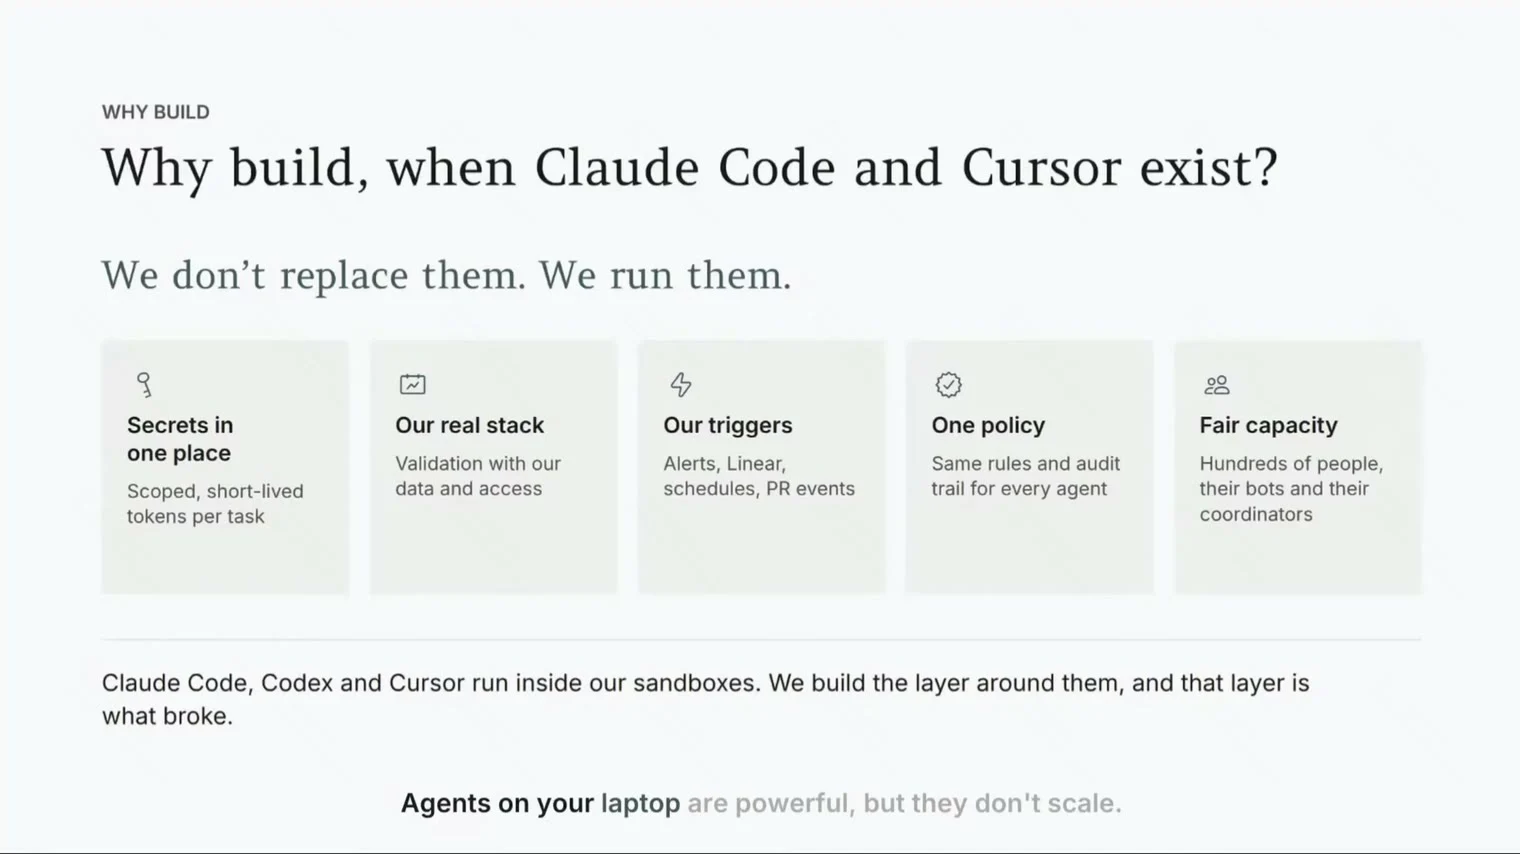 WHY BUILD
Why build, when Claude Code and Cursor exist?
We don’t replace them. We run them.
Secrets in
one place
Scoped, short-lived
tokens per task
Our real stack
Validation with our
data and access
Our triggers
Alerts, Linear,
schedules, PR events
One policy
Same rules and audit
trail for every agent
Fair capacity
Hundreds of people,
their bots and their
coordinators
Claude Code, Codex and Cursor run inside our sandboxes. We build the layer around them, and that layer is
what broke.
Agents on your laptop are powerful, but they don't scale.